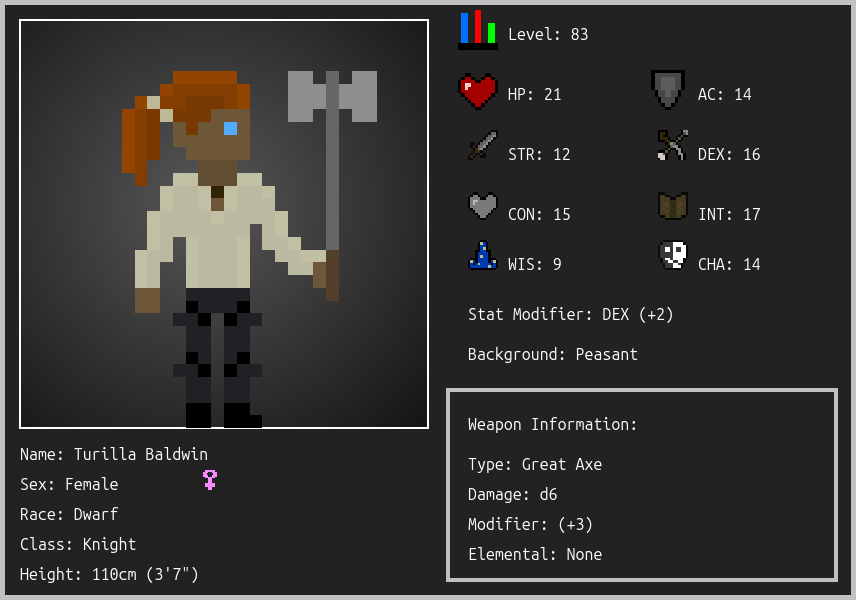 Level: 83
HP: 21
AC: 14
STR: 12
DEX: 16
CON: 15
INT: 17
WIS: 9
CHA: 14
Stat Modifier: DEX (+2)
Background: Peasant
Name: Turilla Baldwin
Sex: Female
Race: Dwarf
Class: Knight
Height: 110cm (3'7")
Weapon Information:
Type: Great Axe
Damage: d6
Modifier: (+3)
Elemental: None